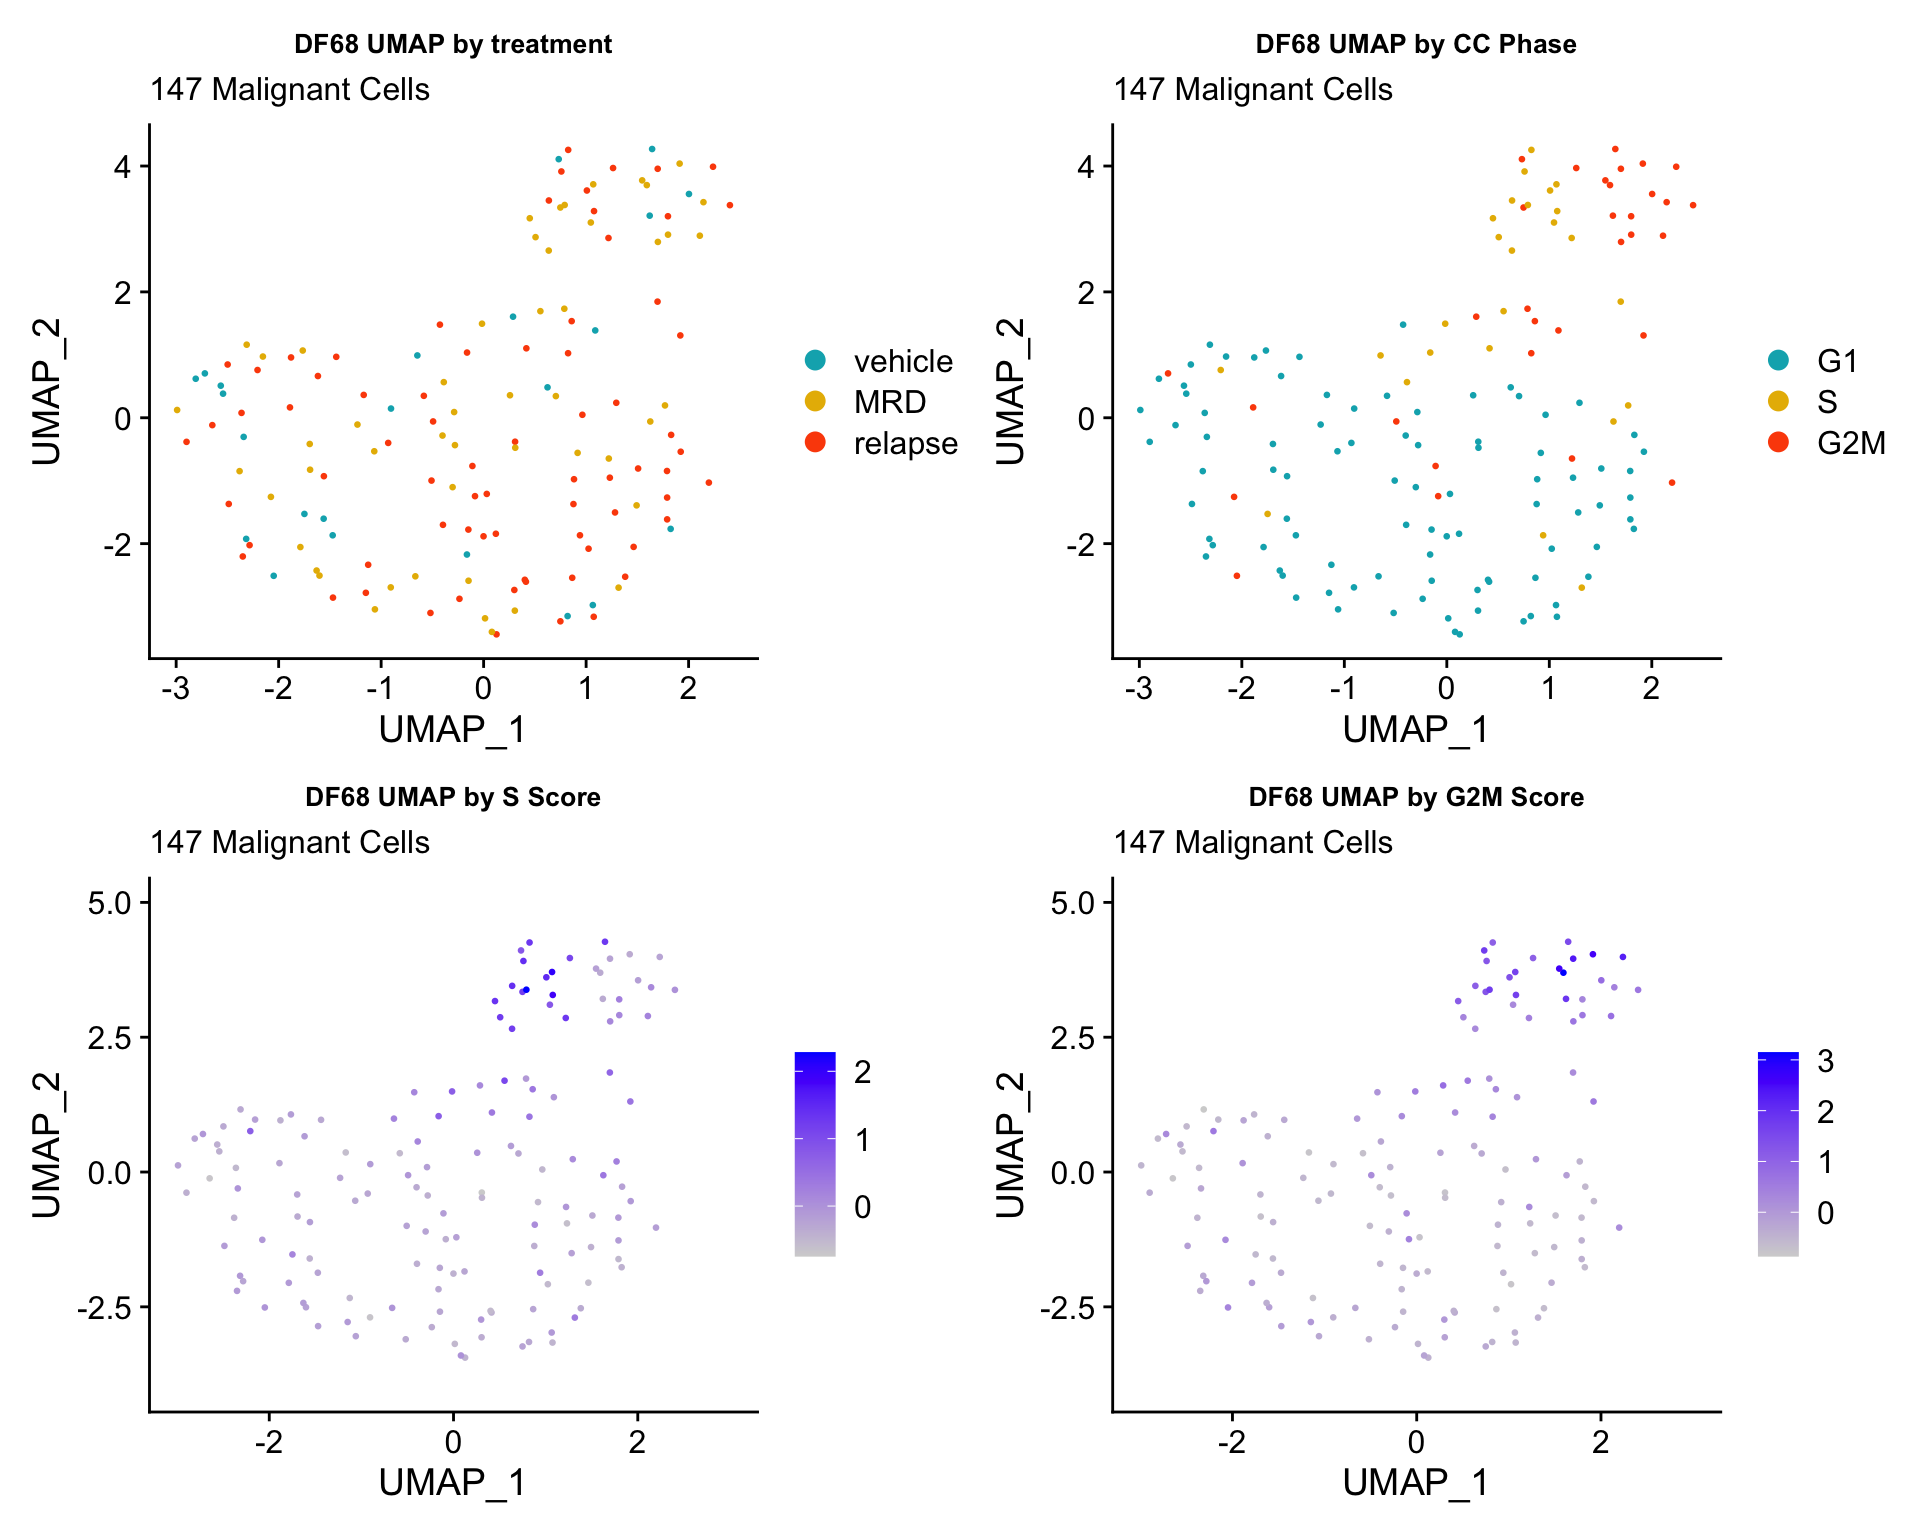 DF68 UMAP by treatment
147 Malignant Cells
4
2
0
-2
-3
-2
-1
0
1
2
UMAP_1
UMAP_2
vehicle
MRD
relapse
DF68 UMAP by CC Phase
147 Malignant Cells
4
2
0
-2
-3
-2
-1
0
1
2
UMAP_1
UMAP_2
G1
S
G2M
DF68 UMAP by S Score
147 Malignant Cells
5.0
2.5
0.0
-2.5
-2
0
2
UMAP_1
UMAP_2
2
1
0
DF68 UMAP by G2M Score
147 Malignant Cells
5.0
2.5
0.0
-2.5
-2
0
2
UMAP_1
UMAP_2
3
2
1
0